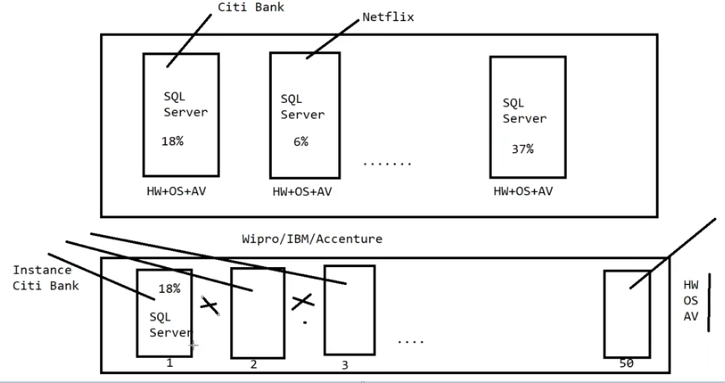 Citi Bank
Netflix
SQL
Server
18%
SQL
Server
6%
SQL
Server
37%
.......
HW+OS+AV
HW+OS+AV
HW+OS+AV
Wipro/IBM/Accenture
Instance
Citi Bank
18%
SQL
Server
....
HW
OS
AV
1
2
3
50